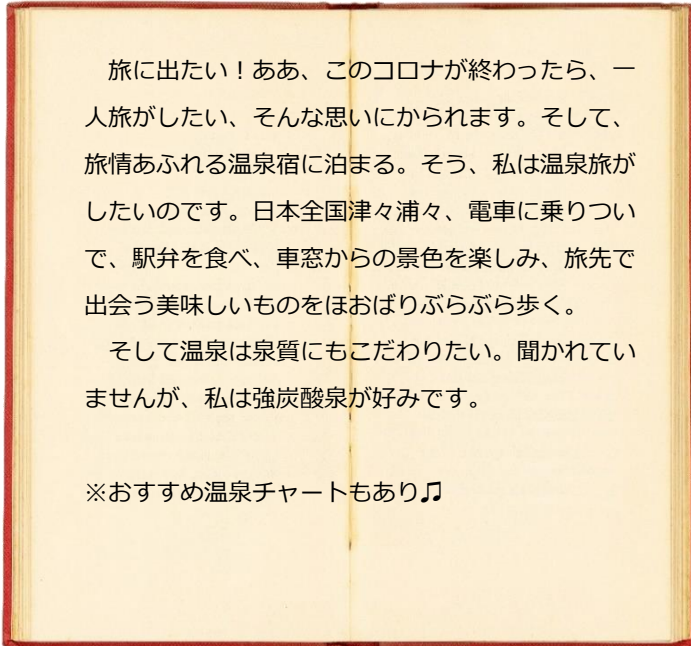 旅に出たい！ああ、このコロナが終わったら、一
人旅がしたい、そんな思いにかられます。そして、
旅情あふれる温泉宿に泊まる。そう、私は温泉旅が
したいのです。日本全国津々浦々、電車に乗りつい
で、駅弁を食べ、車窓からの景色を楽しみ、旅先で
出会う美味しいものをほおばりぶらぶら歩く。
　そして温泉は泉質にもこだわりたい。聞かれてい
ませんが、私は強炭酸泉が好みです。
※おすすめ温泉チャートもあり♫